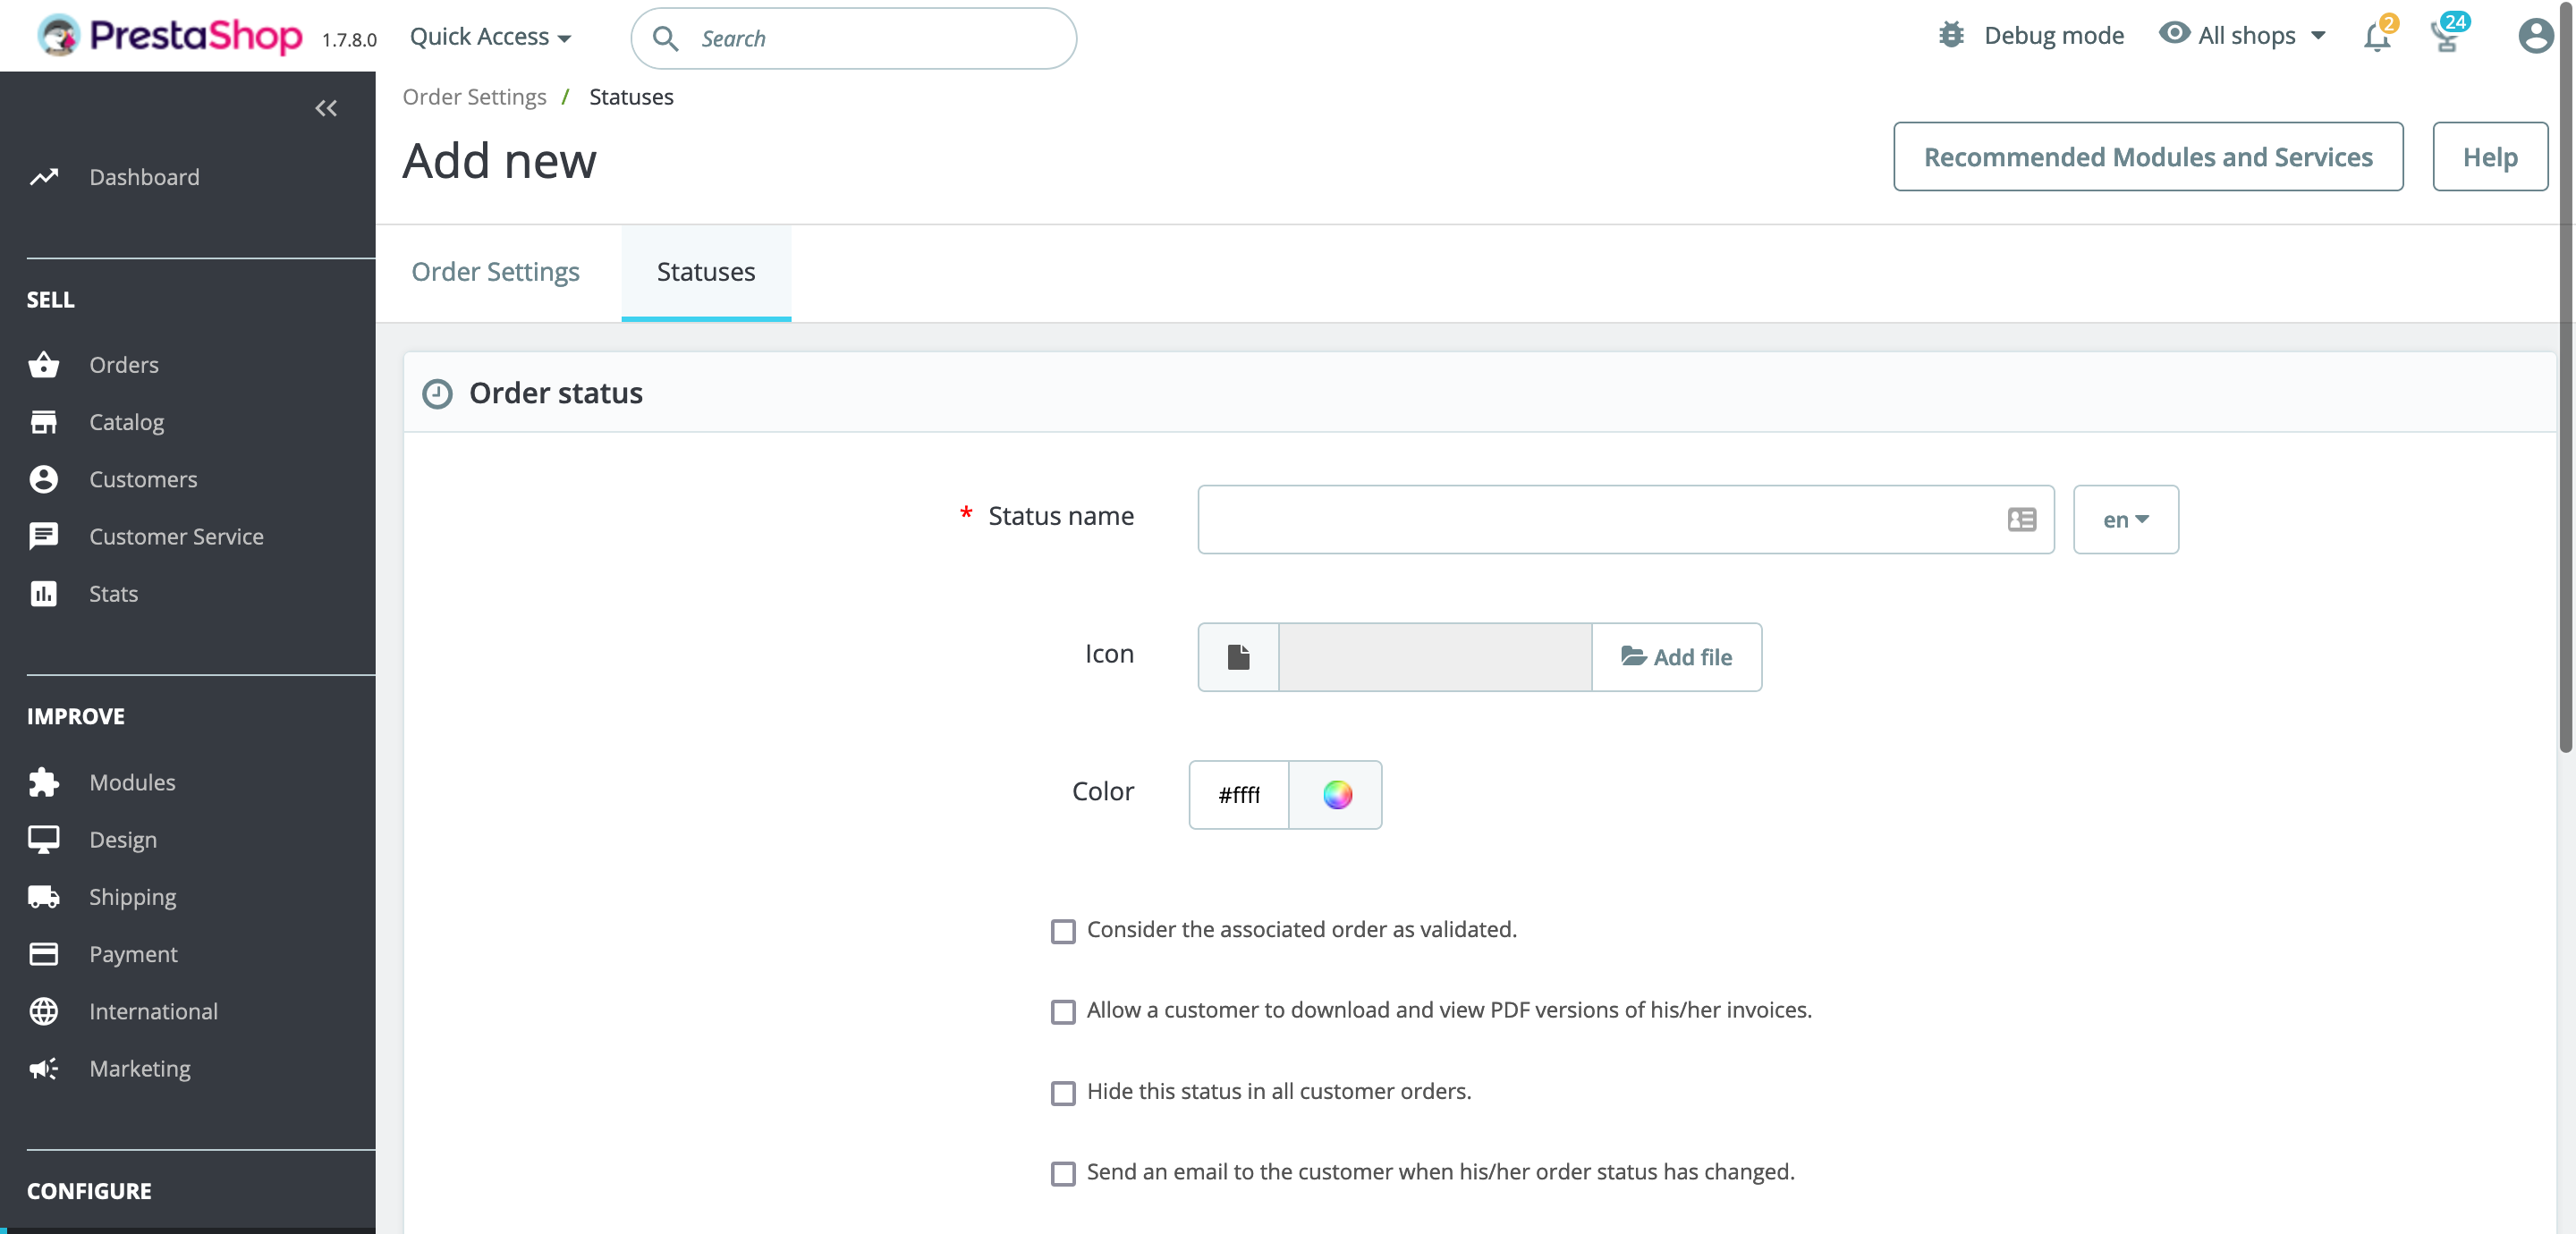 PrestaShop 1.7.8.0 Quick Access Search Debug mode All shops 2 24
Order Settings / Statuses
Add new
Recommended Modules and Services Help
Dashboard
SELL
Orders
Catalog
Customers
Customer Service
Stats
IMPROVE
Modules
Design
Shipping
Payment
International
Marketing
CONFIGURE
Order Settings Statuses
Order status
* Status name en
Icon Add file
Color #ffff
Consider the associated order as validated.
Allow a customer to download and view PDF versions of his/her invoices.
Hide this status in all customer orders.
Send an email to the customer when his/her order status has changed.